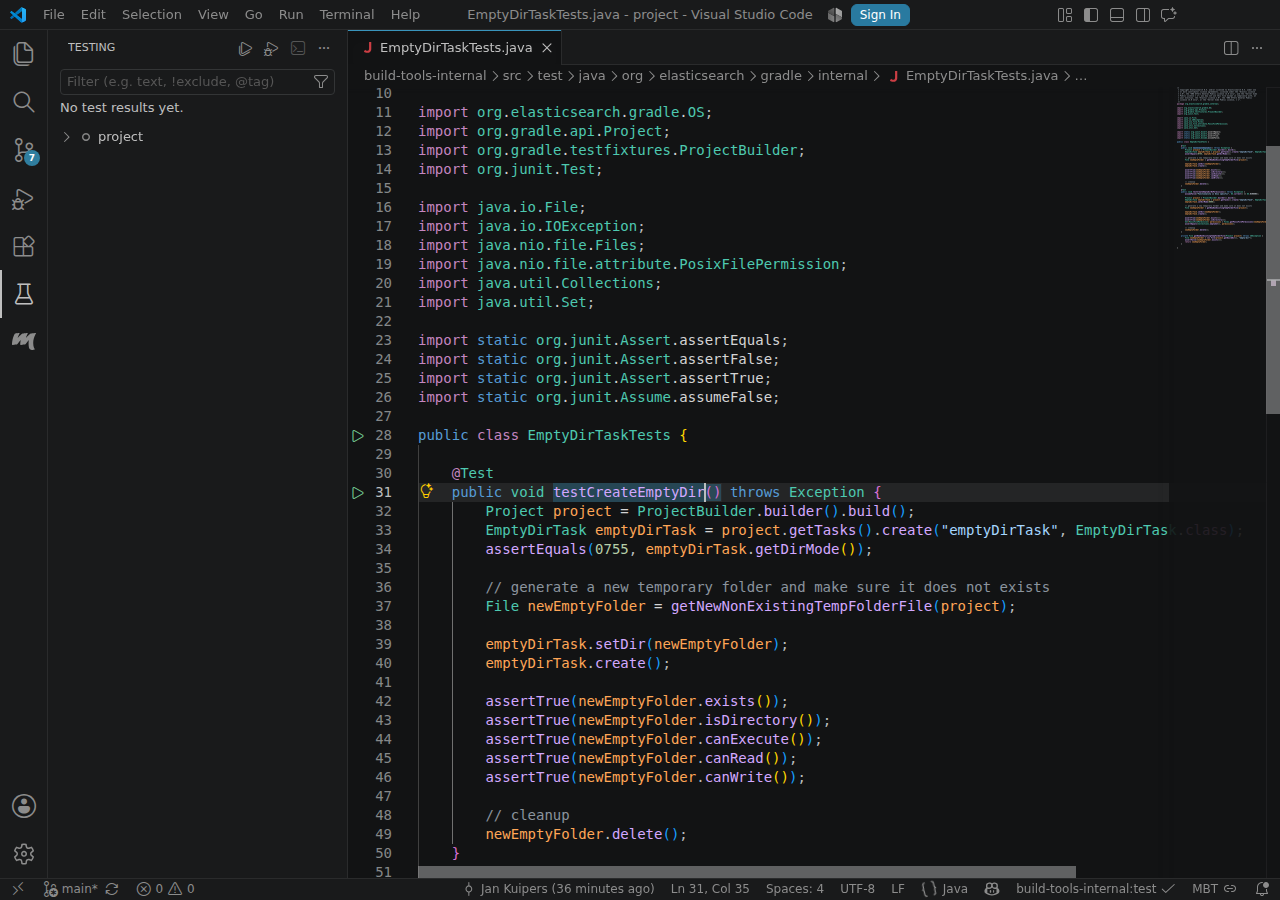 File Edit Selection View Go Run Terminal Help EmptyDirTaskTests.java - project - Visual Studio Code Sign In
TESTING
Filter (e.g. text, !exclude, @tag)
No test results yet.
project
7
EmptyDirTaskTests.java
build-tools-internal > src > test > java > org > elasticsearch > gradle > internal > EmptyDirTaskTests.java > ...
10
11 import org.elasticsearch.gradle.OS;
12 import org.gradle.api.Project;
13 import org.gradle.testfixtures.ProjectBuilder;
14 import org.junit.Test;
15
16 import java.io.File;
17 import java.io.IOException;
18 import java.nio.file.Files;
19 import java.nio.file.attribute.PosixFilePermission;
20 import java.util.Collections;
21 import java.util.Set;
22
23 import static org.junit.Assert.assertEquals;
24 import static org.junit.Assert.assertFalse;
25 import static org.junit.Assert.assertTrue;
26 import static org.junit.Assume.assumeFalse;
27
28 public class EmptyDirTaskTests {
29
30 @Test
31 public void testCreateEmptyDir() throws Exception {
32 Project project = ProjectBuilder.builder().build();
33 EmptyDirTask emptyDirTask = project.getTasks().create("emptyDirTask", EmptyDirTask.class);
34 assertEquals(0755, emptyDirTask.getDirMode());
35
36 // generate a new temporary folder and make sure it does not exists
37 File newEmptyFolder = getNewNonExistingTempFolderFile(project);
38
39 emptyDirTask.setDir(newEmptyFolder);
40 emptyDirTask.create();
41
42 assertTrue(newEmptyFolder.exists());
43 assertTrue(newEmptyFolder.isDirectory());
44 assertTrue(newEmptyFolder.canExecute());
45 assertTrue(newEmptyFolder.canRead());
46 assertTrue(newEmptyFolder.canWrite());
47
48 // cleanup
49 newEmptyFolder.delete();
50 }
51
main* 0 0 Jan Kuipers (36 minutes ago) Ln 31, Col 35 Spaces: 4 UTF-8 LF {} Java build-tools-internal:test MBT